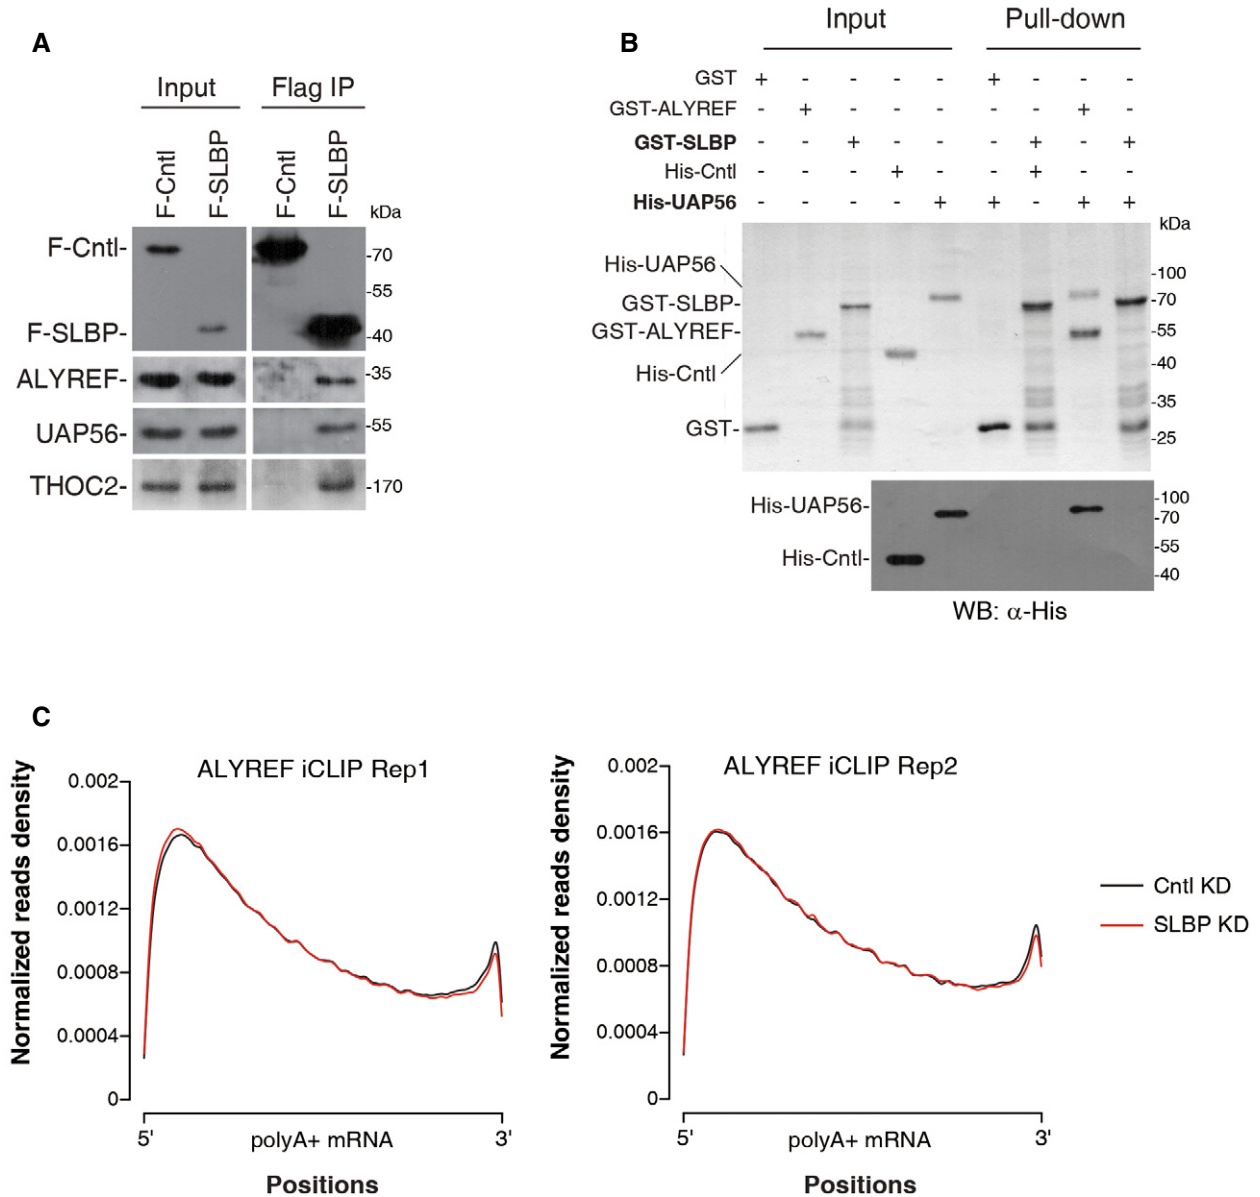 A
Input Flag IP
F-Cntl F-SLBP F-Cntl F-SLBP
kDa
F-Cntl-
-70
-55
F-SLBP-
-40
ALYREF-
-35
UAP56-
-55
THOC2-
-170
B
Input Pull-down
GST + - - - - + - - -
GST-ALYREF - + - - - - - + -
GST-SLBP - - + - - - + - +
His-Cntl - - - + - - + - -
His-UAP56 - - - - + + - + +
kDa
His-UAP56
-100
GST-SLBP-
-70
GST-ALYREF-
-55
His-Cntl
-40
-35
GST-
-25
His-UAP56-
-100
-70
His-Cntl-
-55
-40
WB: α-His
C
ALYREF iCLIP Rep1
Normalized reads density
0.002
0.0016
0.0012
0.0008
0.0004
0
5' polyA+ mRNA 3'
Positions
ALYREF iCLIP Rep2
Normalized reads density
0.002
0.0016
0.0012
0.0008
0.0004
0
5' polyA+ mRNA 3'
Positions
Cntl KD
SLBP KD